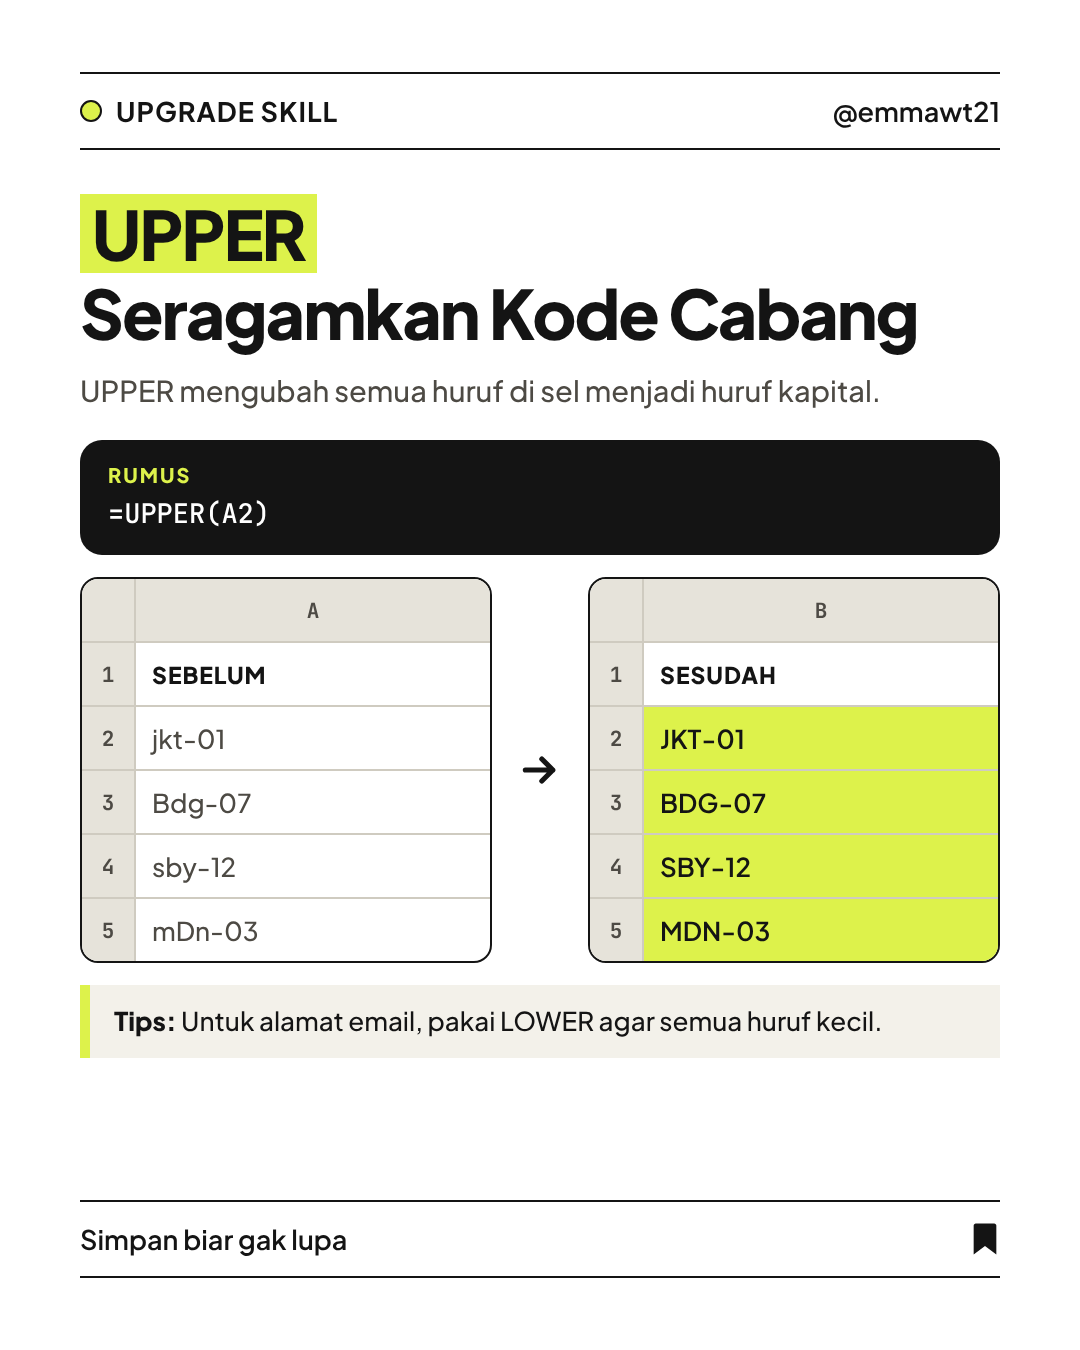 UPGRADE SKILL
@emmawt21
UPPER
Seragamkan Kode Cabang
UPPER mengubah semua huruf di sel menjadi huruf kapital.
RUMUS
=UPPER(A2)
A
1 SEBELUM
2 jkt-01
3 Bdg-07
4 sby-12
5 mDn-03
→
B
1 SESUDAH
2 JKT-01
3 BDG-07
4 SBY-12
5 MDN-03
Tips: Untuk alamat email, pakai LOWER agar semua huruf kecil.
Simpan biar gak lupa